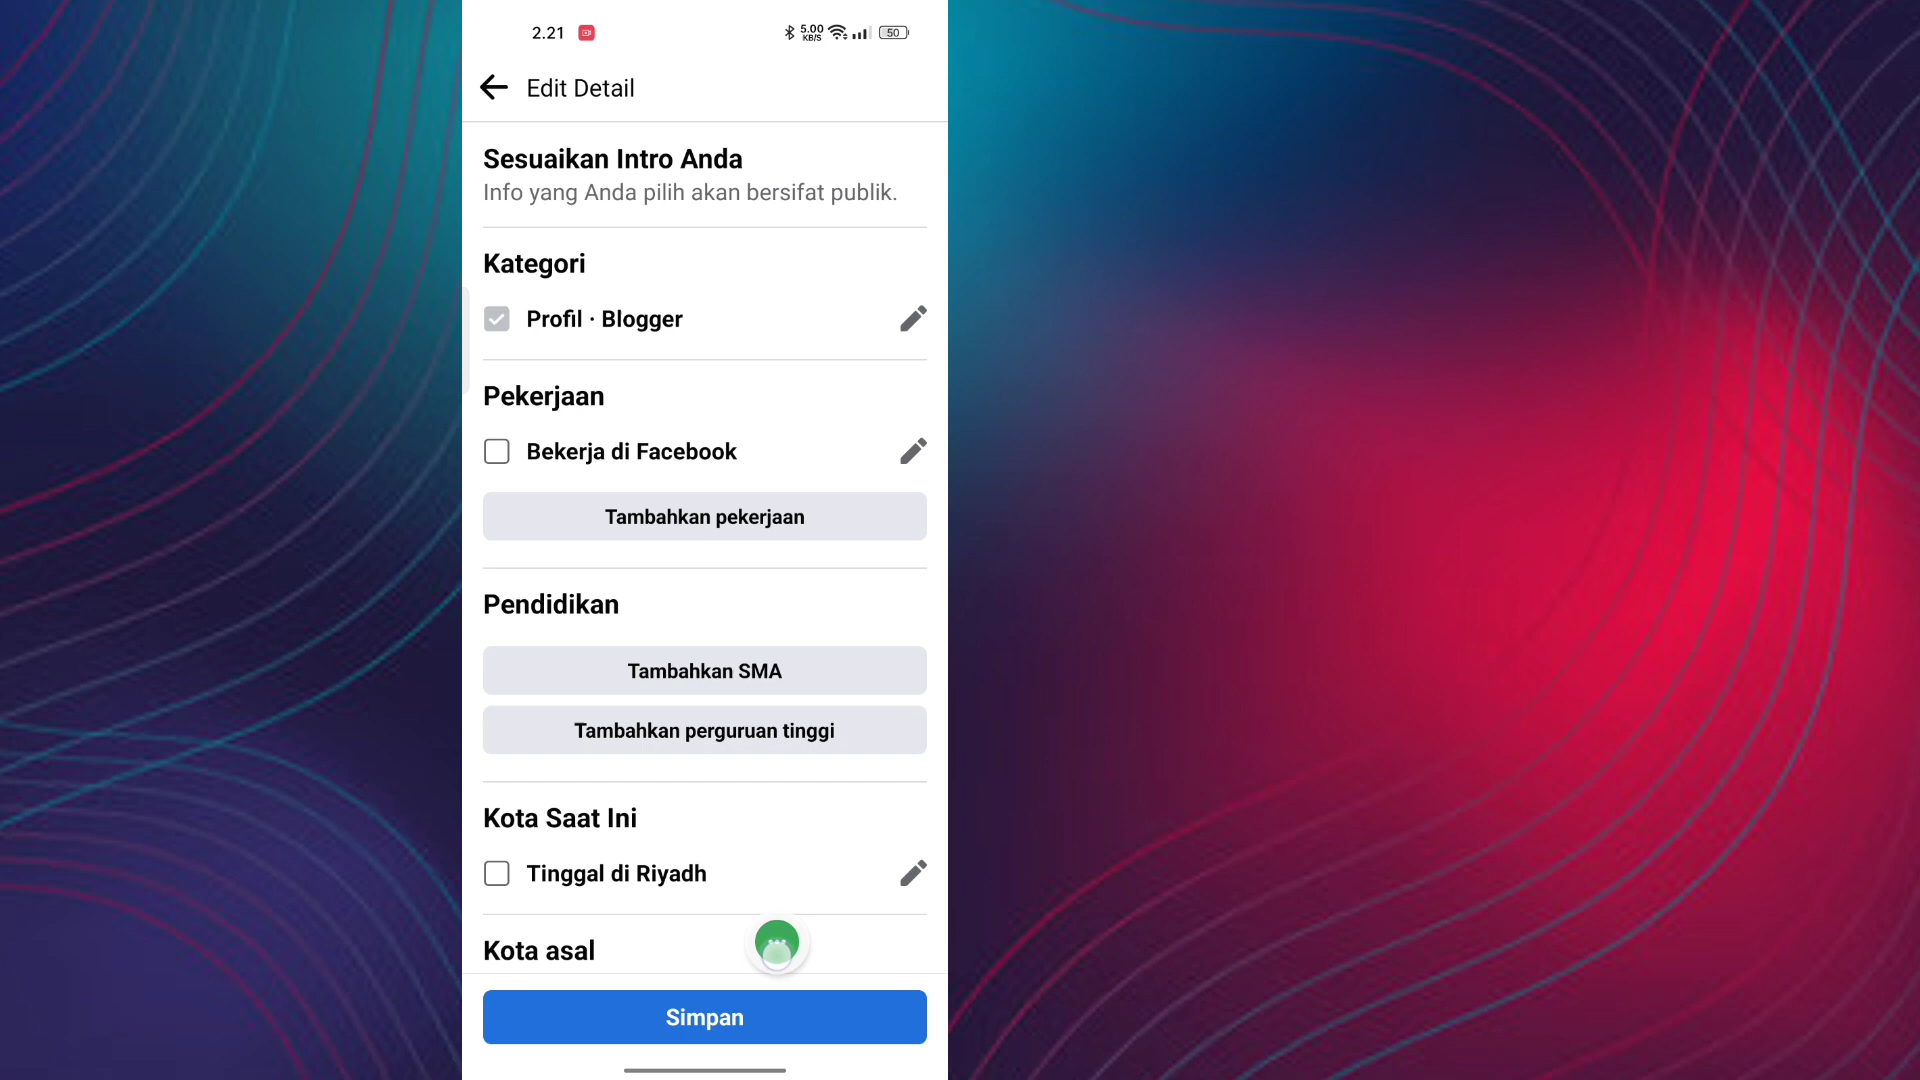 2.21
5.00
KB/S
50
Edit Detail
Sesuaikan Intro Anda
Info yang Anda pilih akan bersifat publik.
Kategori
Profil · Blogger
Pekerjaan
Bekerja di Facebook
Tambahkan pekerjaan
Pendidikan
Tambahkan SMA
Tambahkan perguruan tinggi
Kota Saat Ini
Tinggal di Riyadh
Kota asal
Simpan